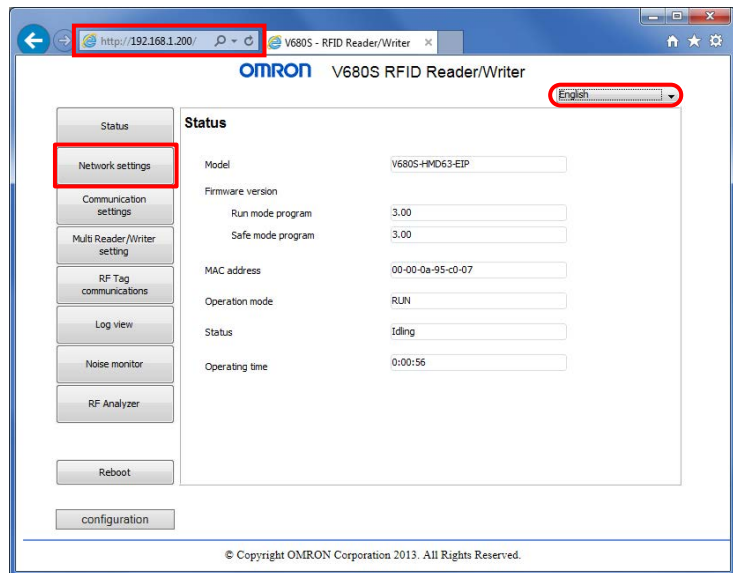 http://192.168.1.200/
V680S - RFID Reader/Writer
OMRON V680S RFID Reader/Writer
English
Status
Network settings
Communication
settings
Multi Reader/Writer
setting
RF Tag
communications
Log view
Noise monitor
RF Analyzer
Reboot
configuration
Status
Model V680S-HMD63-EIP
Firmware version
Run mode program 3.00
Safe mode program 3.00
MAC address 00-00-0a-95-c0-07
Operation mode RUN
Status Idling
Operating time 0:00:56
© Copyright OMRON Corporation 2013. All Rights Reserved.